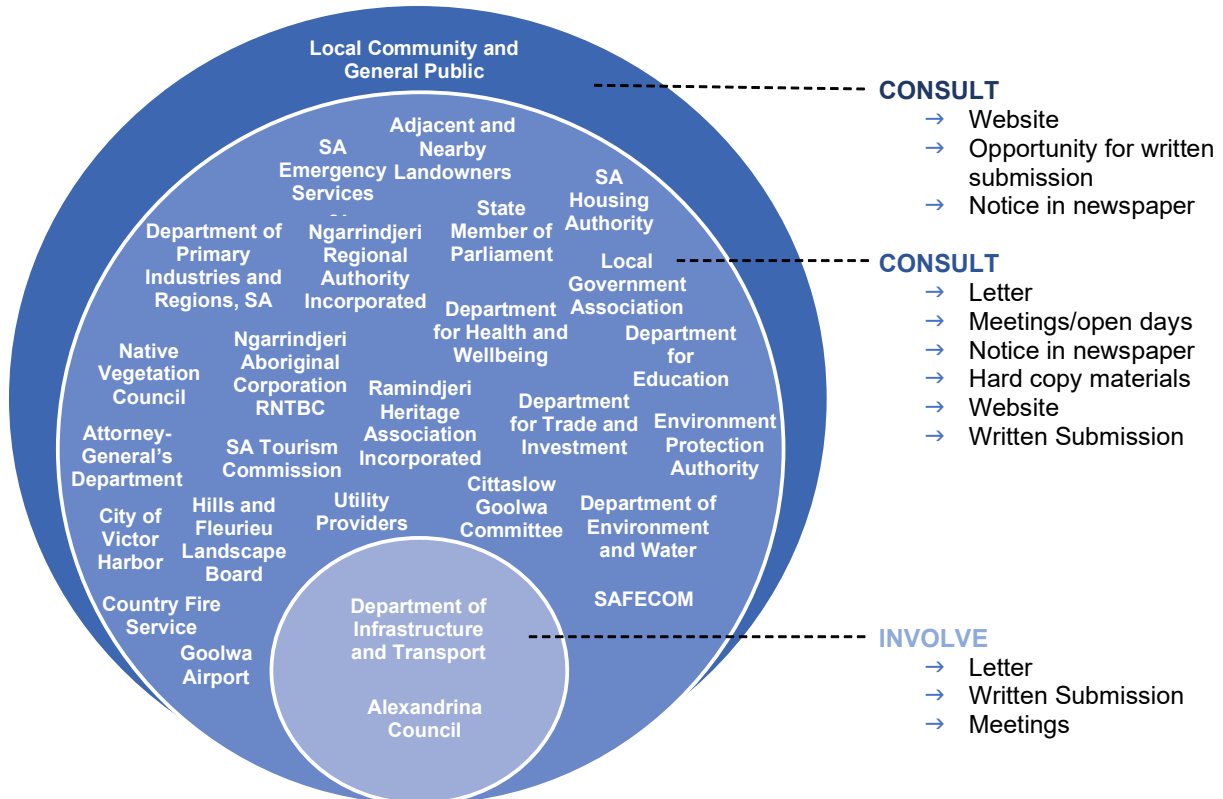 Local Community and
General Public
Adjacent and
Nearby
Landowners
SA
Emergency
Services
SA
Housing
Authority
State
Member of
Parliament
Department of
Primary
Industries and
Regions, SA
Ngarrindjeri
Regional
Authority
Incorporated
Local
Government
Association
Department
for Health and
Wellbeing
Department
for
Education
Native
Vegetation
Council
Ngarrindjeri
Aboriginal
Corporation
RNTBC
Ramindjeri
Heritage
Association
Incorporated
Department
for Trade and
Investment
Environment
Protection
Authority
Attorney-
General's
Department
SA Tourism
Commission
Cittaslow
Goolwa
Committee
Utility
Providers
Department of
Environment
and Water
City of
Victor
Harbor
Hills and
Fleurieu
Landscape
Board
SAFECOM
Country Fire
Service
Goolwa
Airport
Department of
Infrastructure
and Transport
Alexandrina
Council
CONSULT
→ Website
→ Opportunity for written
submission
→ Notice in newspaper
CONSULT
→ Letter
→ Meetings/open days
→ Notice in newspaper
→ Hard copy materials
→ Website
→ Written Submission
INVOLVE
→ Letter
→ Written Submission
→ Meetings